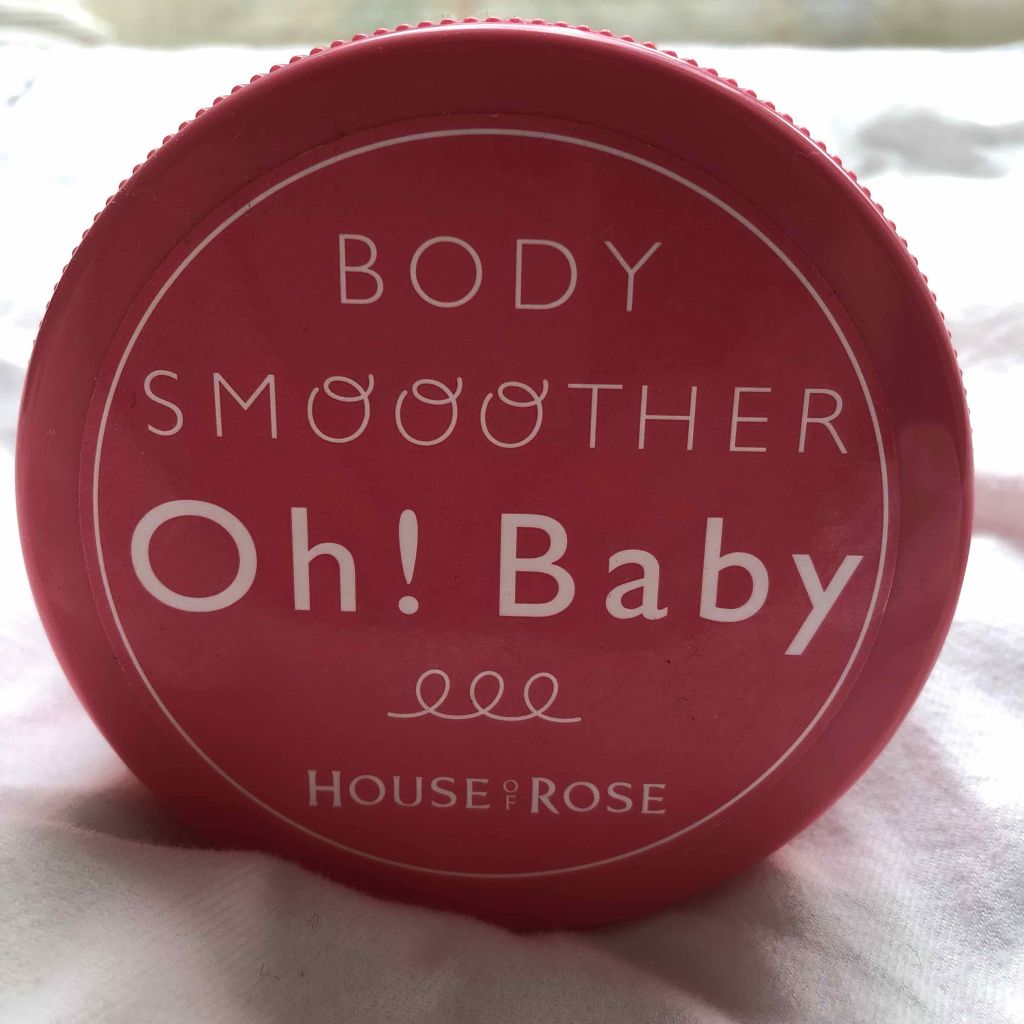 BODY
SMOOOTHER
Oh! Baby
HOUSE OF ROSE